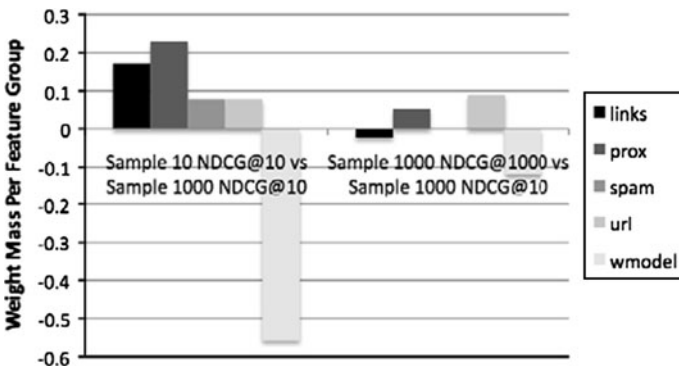 Weight Mass Per Feature Group
0.3
0.2
0.1
0
-0.1
-0.2
-0.3
-0.4
-0.5
-0.6
Sample 10 NDCG@10 vs
Sample 1000 NDCG@10
Sample 1000 NDCG@1000 vs
Sample 1000 NDCG@10
links
prox
spam
url
wmodel